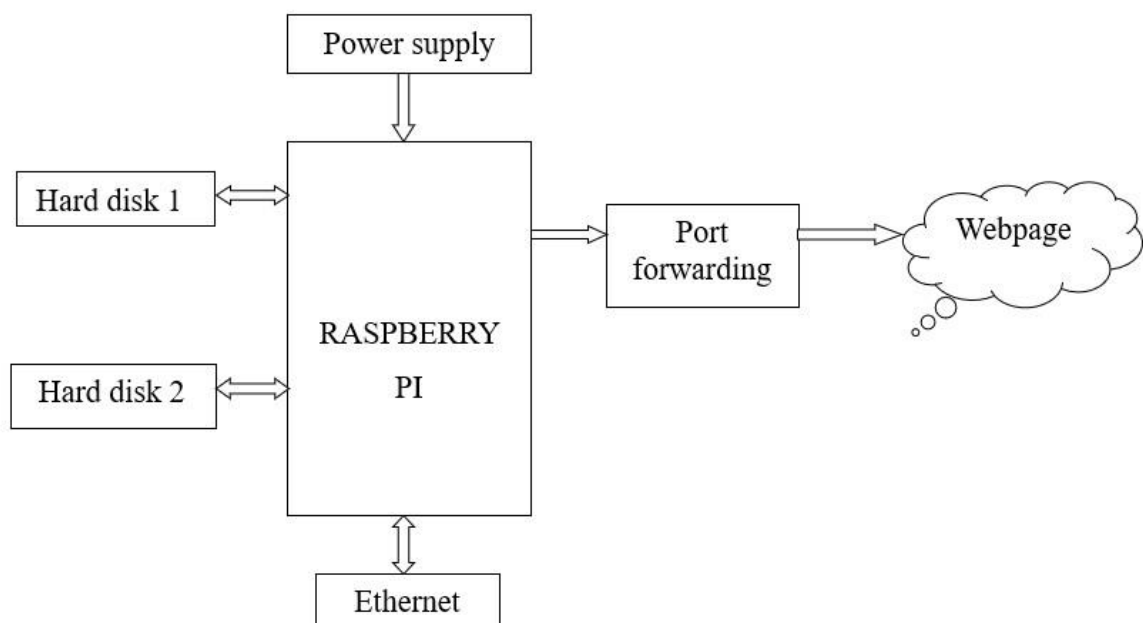 Power supply
Hard disk 1
Port
forwarding
Webpage
RASPBERRY
PI
Hard disk 2
Ethernet